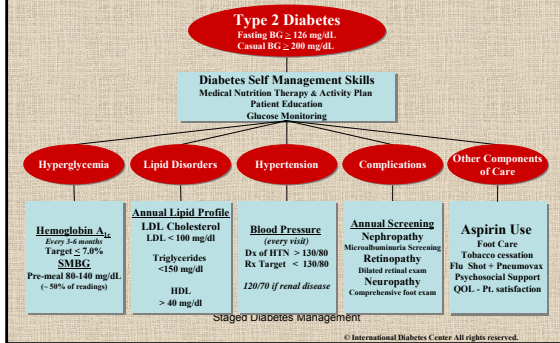 Type 2 Diabetes
Fasting BG ≥ 126 mg/dL
Casual BG ≥ 200 mg/dL
Diabetes Self Management Skills
Medical Nutrition Therapy & Activity Plan
Patient Education
Glucose Monitoring
Hyperglycemia
Lipid Disorders
Hypertension
Complications
Other Components
of Care
Hemoglobin A1c
Every 3-6 months
Target ≤ 7.0%
SMBG
Pre-meal 80-140 mg/dL
(~ 50% of readings)
Annual Lipid Profile
LDL Cholesterol
LDL < 100 mg/dl
Triglycerides
<150 mg/dl
HDL
> 40 mg/dl
Blood Pressure
(every visit)
Dx of HTN > 130/80
Rx Target < 130/80
120/70 if renal disease
Annual Screening
Nephropathy
Microalbuminuria Screening
Retinopathy
Dilated retinal exam
Neuropathy
Comprehensive foot exam
Aspirin Use
Foot Care
Tobacco cessation
Flu Shot + Pneumovax
Psychosocial Support
QOL - Pt. satisfaction
Staged Diabetes Management
© International Diabetes Center All rights reserved.